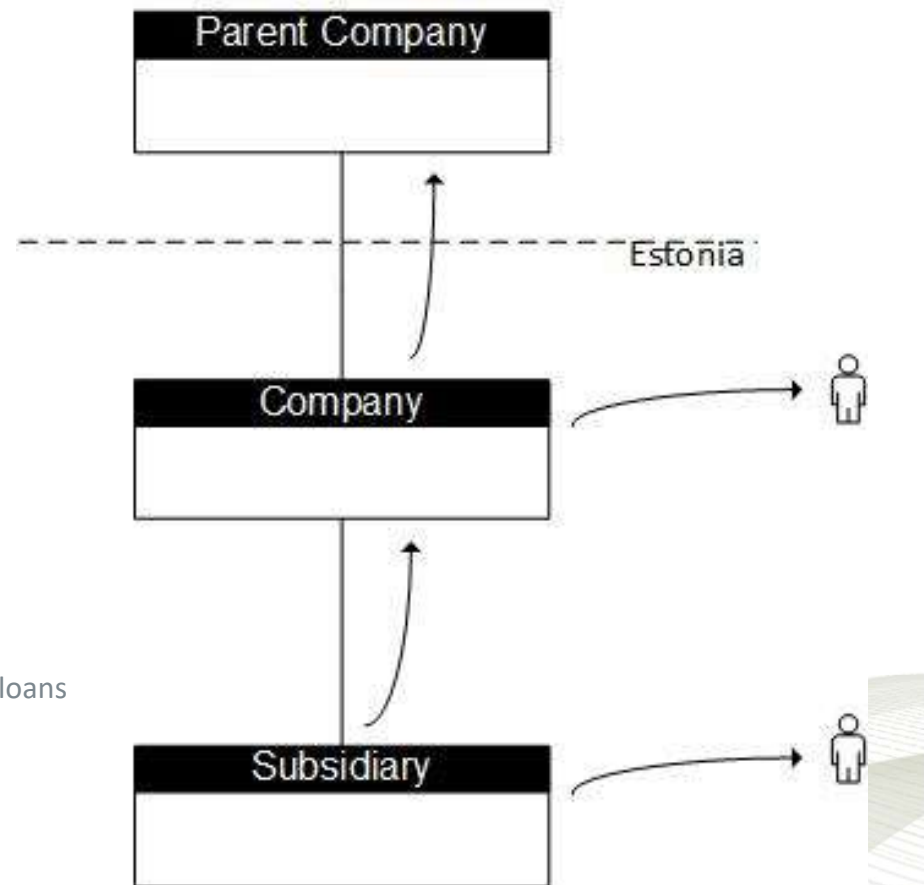 Parent Company
Estonia
Company
loans
Subsidiary